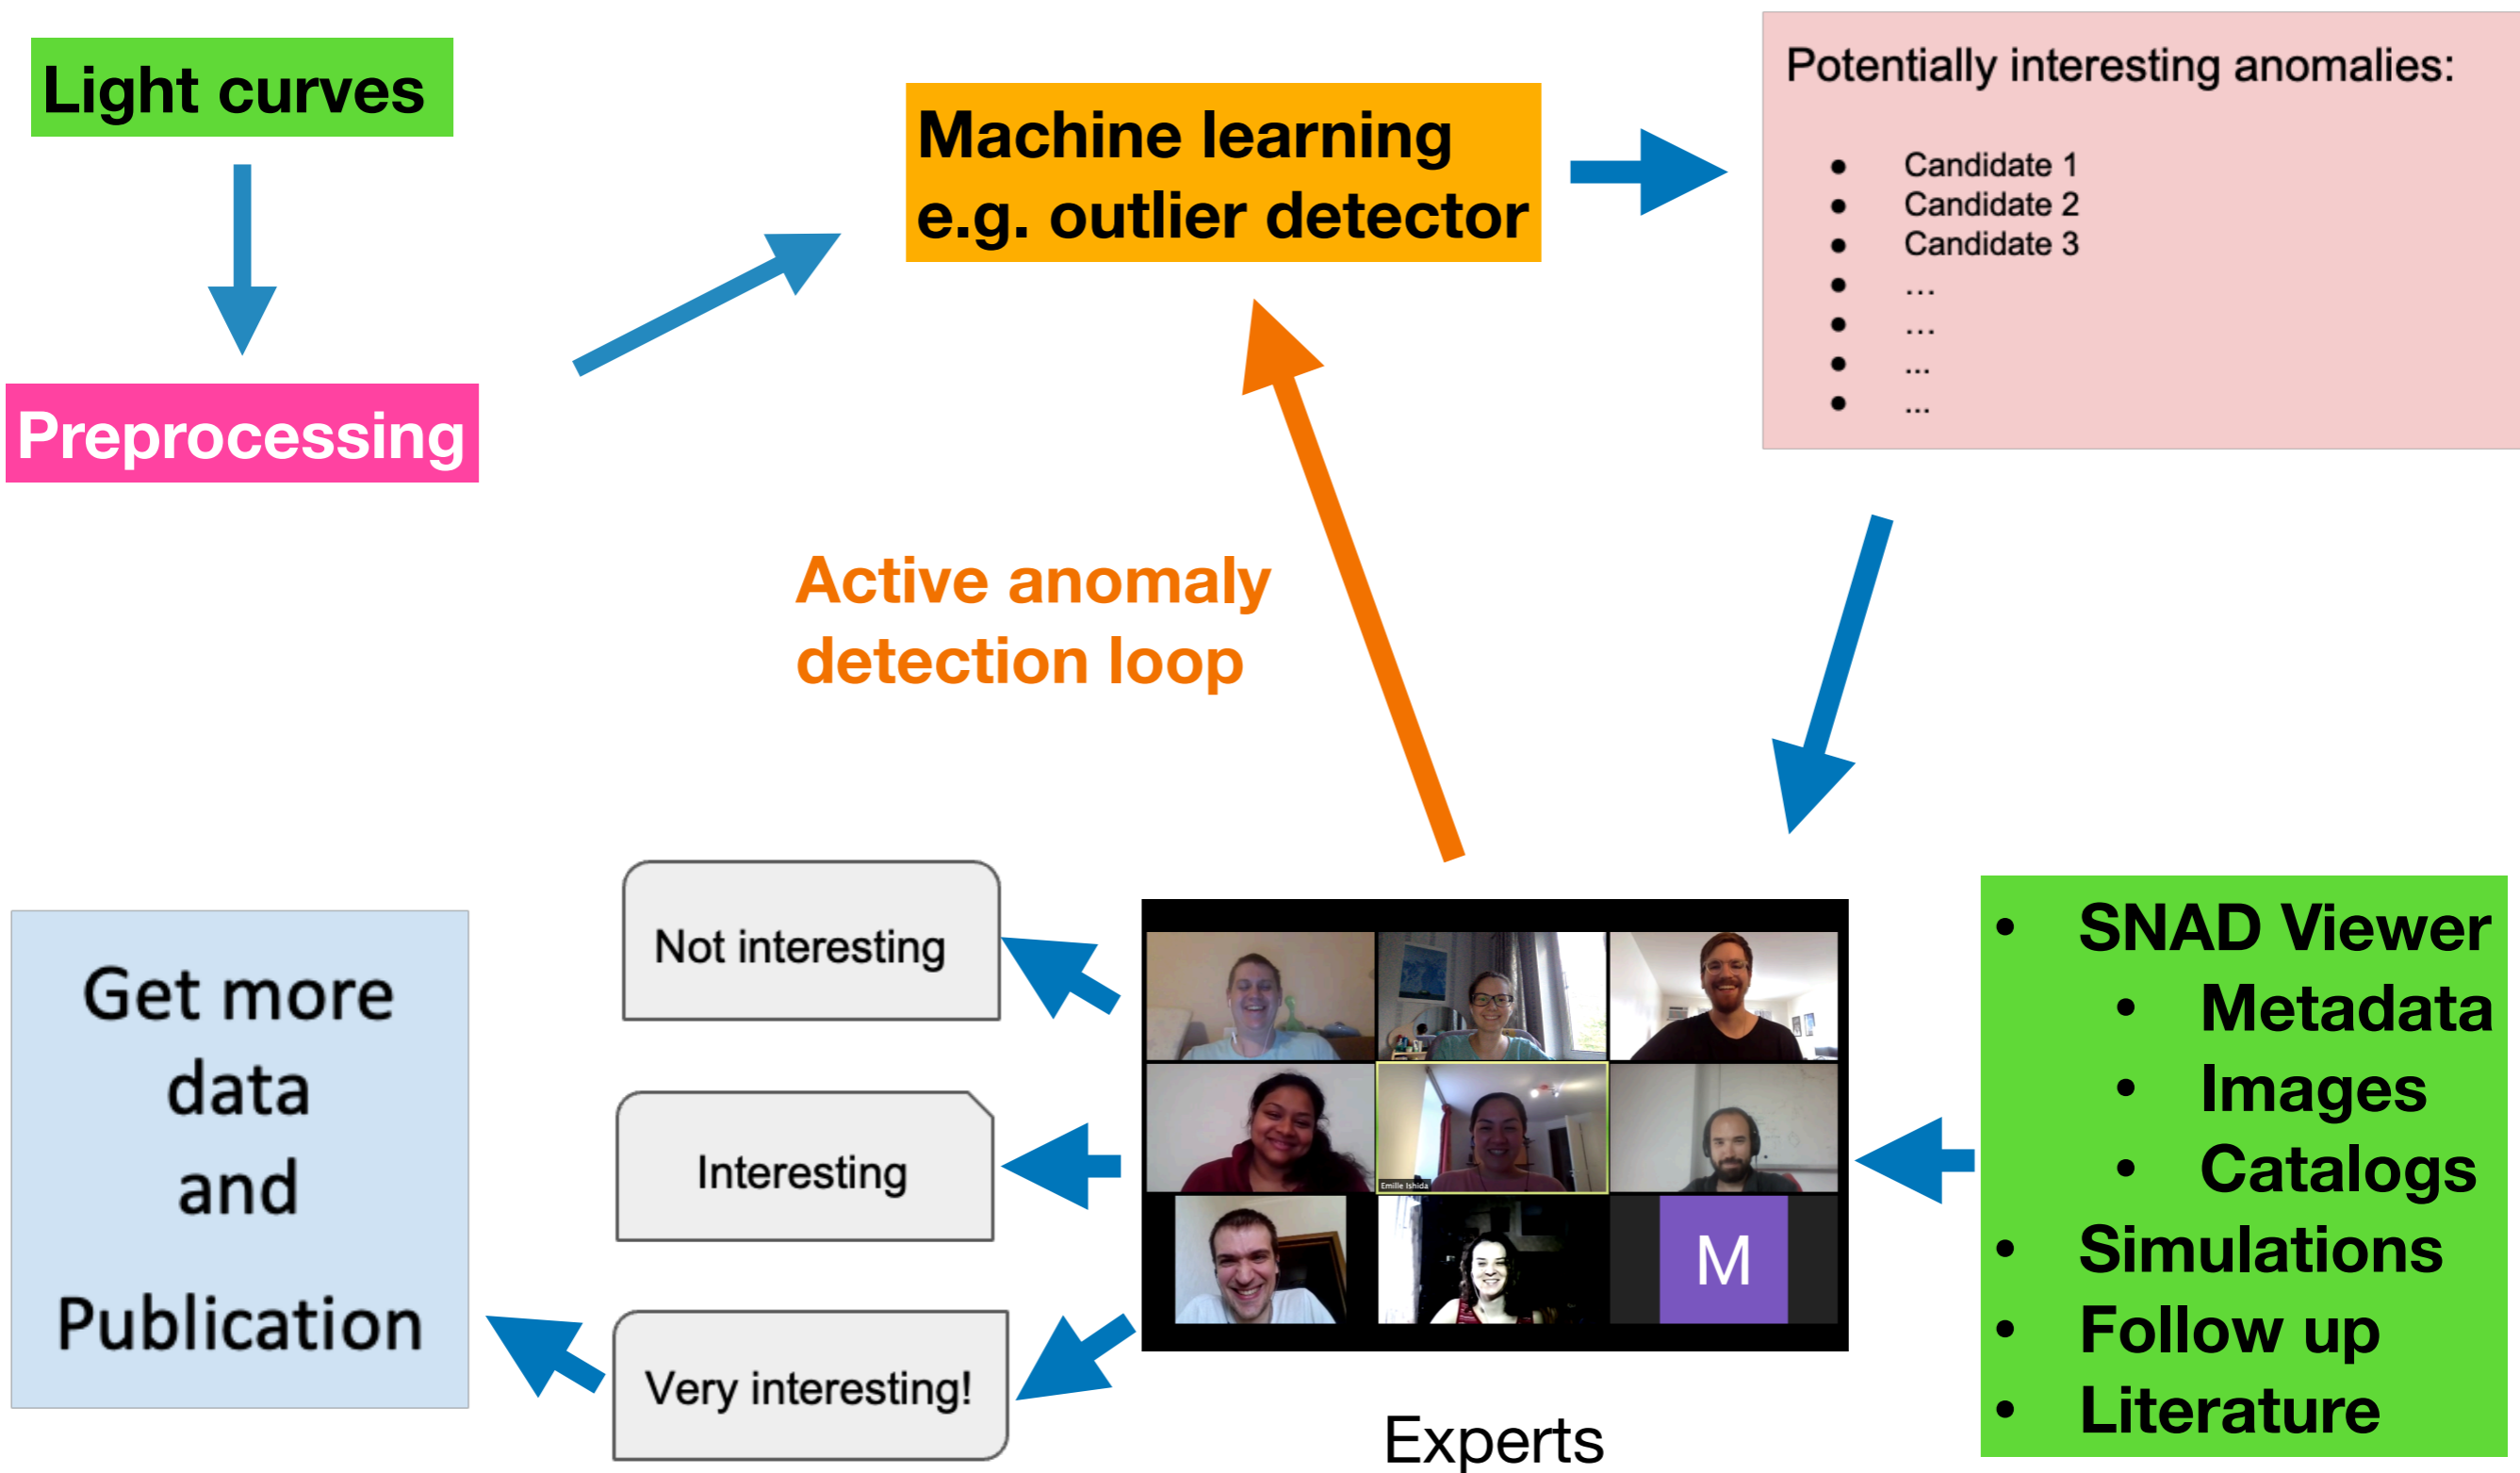 Light curves
Preprocessing
Machine learning
e.g. outlier detector
Potentially interesting anomalies:
● Candidate 1
● Candidate 2
● Candidate 3
● ...
● ...
● ...
● ...
Active anomaly
detection loop
Get more
data
and
Publication
Not interesting
Interesting
Very interesting!
Emille Ishida
M
Experts
• SNAD Viewer
• Metadata
• Images
• Catalogs
• Simulations
• Follow up
• Literature